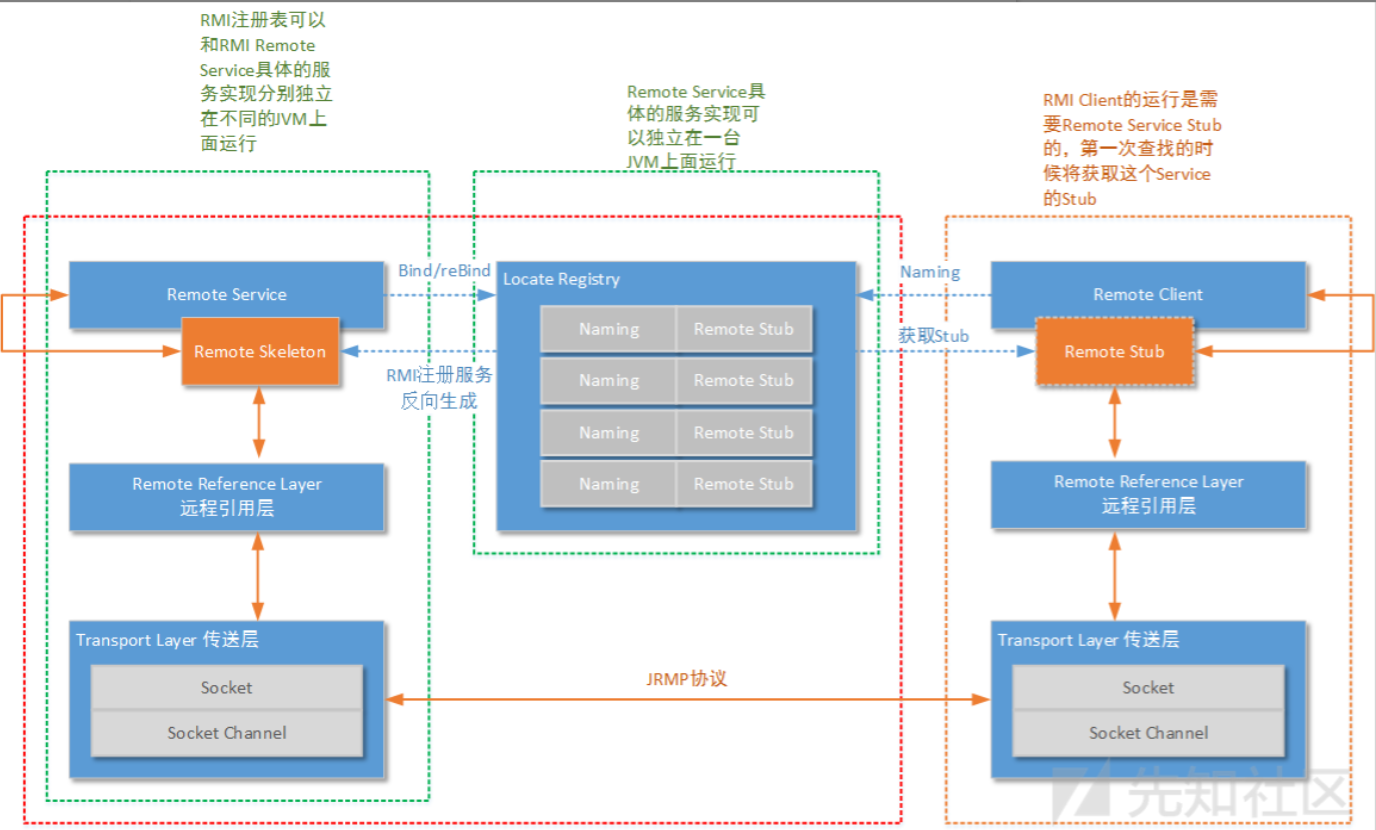 RMI注册表可以
和RMI Remote
Service具体的服
务实现分别独立
在不同的JVM上
面运行
Remote Service具
体的服务实现可
以独立在一台
JVM上面运行
RMI Client的运行是需
要Remote Service Stub
的，第一次查找的时
候将获取这个Service
的Stub
Remote Service
Remote Skeleton
Bind/reBind
RMI注册服务
反向生成
Locate Registry
Naming Remote Stub
Naming Remote Stub
Naming Remote Stub
Naming Remote Stub
Naming
获取Stub
Remote Client
Remote Stub
Remote Reference Layer
远程引用层
Remote Reference Layer
远程引用层
Transport Layer 传送层
Socket
Socket Channel
JRMP协议
Transport Layer 传送层
Socket
Socket Channel
先知社区